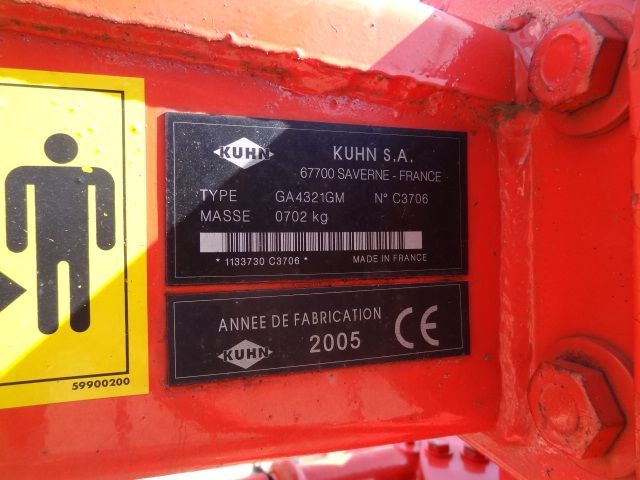 KUHN
KUHN S.A.
67700 SAVERNE - FRANCE
TYPE GA4321GM N° C3706
MASSE 0702 kg
* 1133730 C3706 * MADE IN FRANCE
ANNEE DE FABRICATION
KUHN 2005 CE
59900200